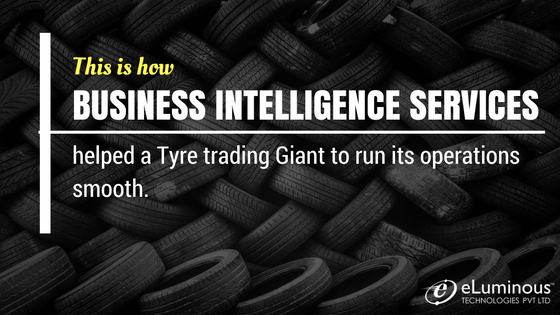 This is how
BUSINESS INTELLIGENCE SERVICES
helped a Tyre trading Giant to run its operations
smooth.
e eLuminous
TECHNOLOGIES PVT LTD